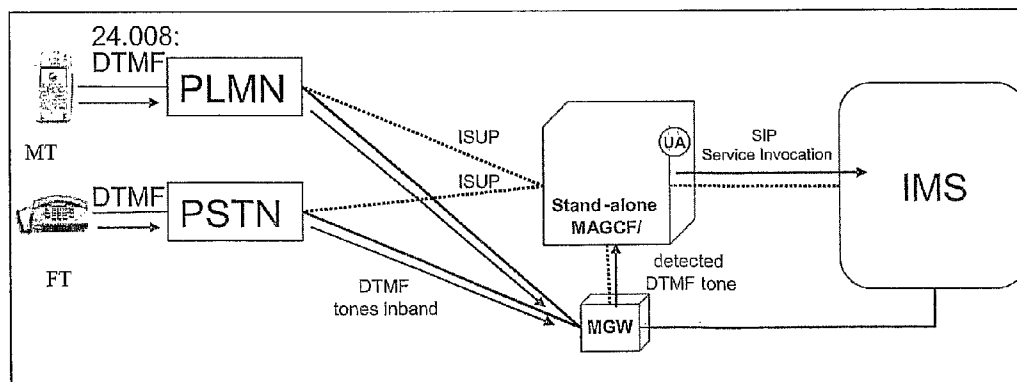 24.008:
DTMF
PLMN
MT
ISUP
UA
SIP
Service Invocation
IMS
DTMF
PSTN
ISUP
Stand-alone
MAGCF/
FT
DTMF
tones inband
detected
DTMF tone
MGW